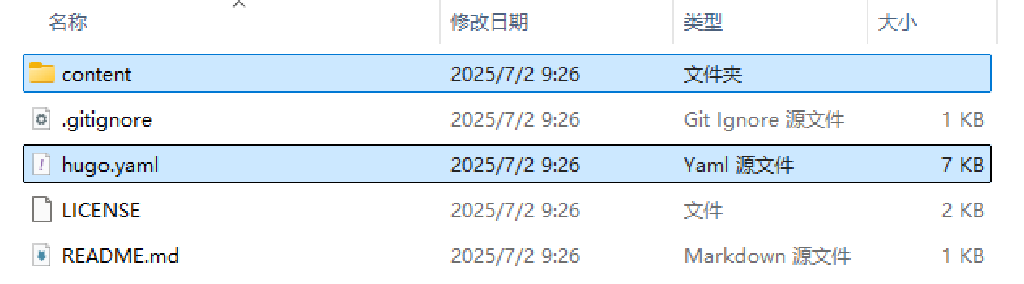 名称 修改日期 类型 大小
content 2025/7/2 9:26 文件夹
.gitignore 2025/7/2 9:26 Git Ignore 源文件 1 KB
hugo.yaml 2025/7/2 9:26 Yaml 源文件 7 KB
LICENSE 2025/7/2 9:26 文件 2 KB
README.md 2025/7/2 9:26 Markdown 源文件 1 KB